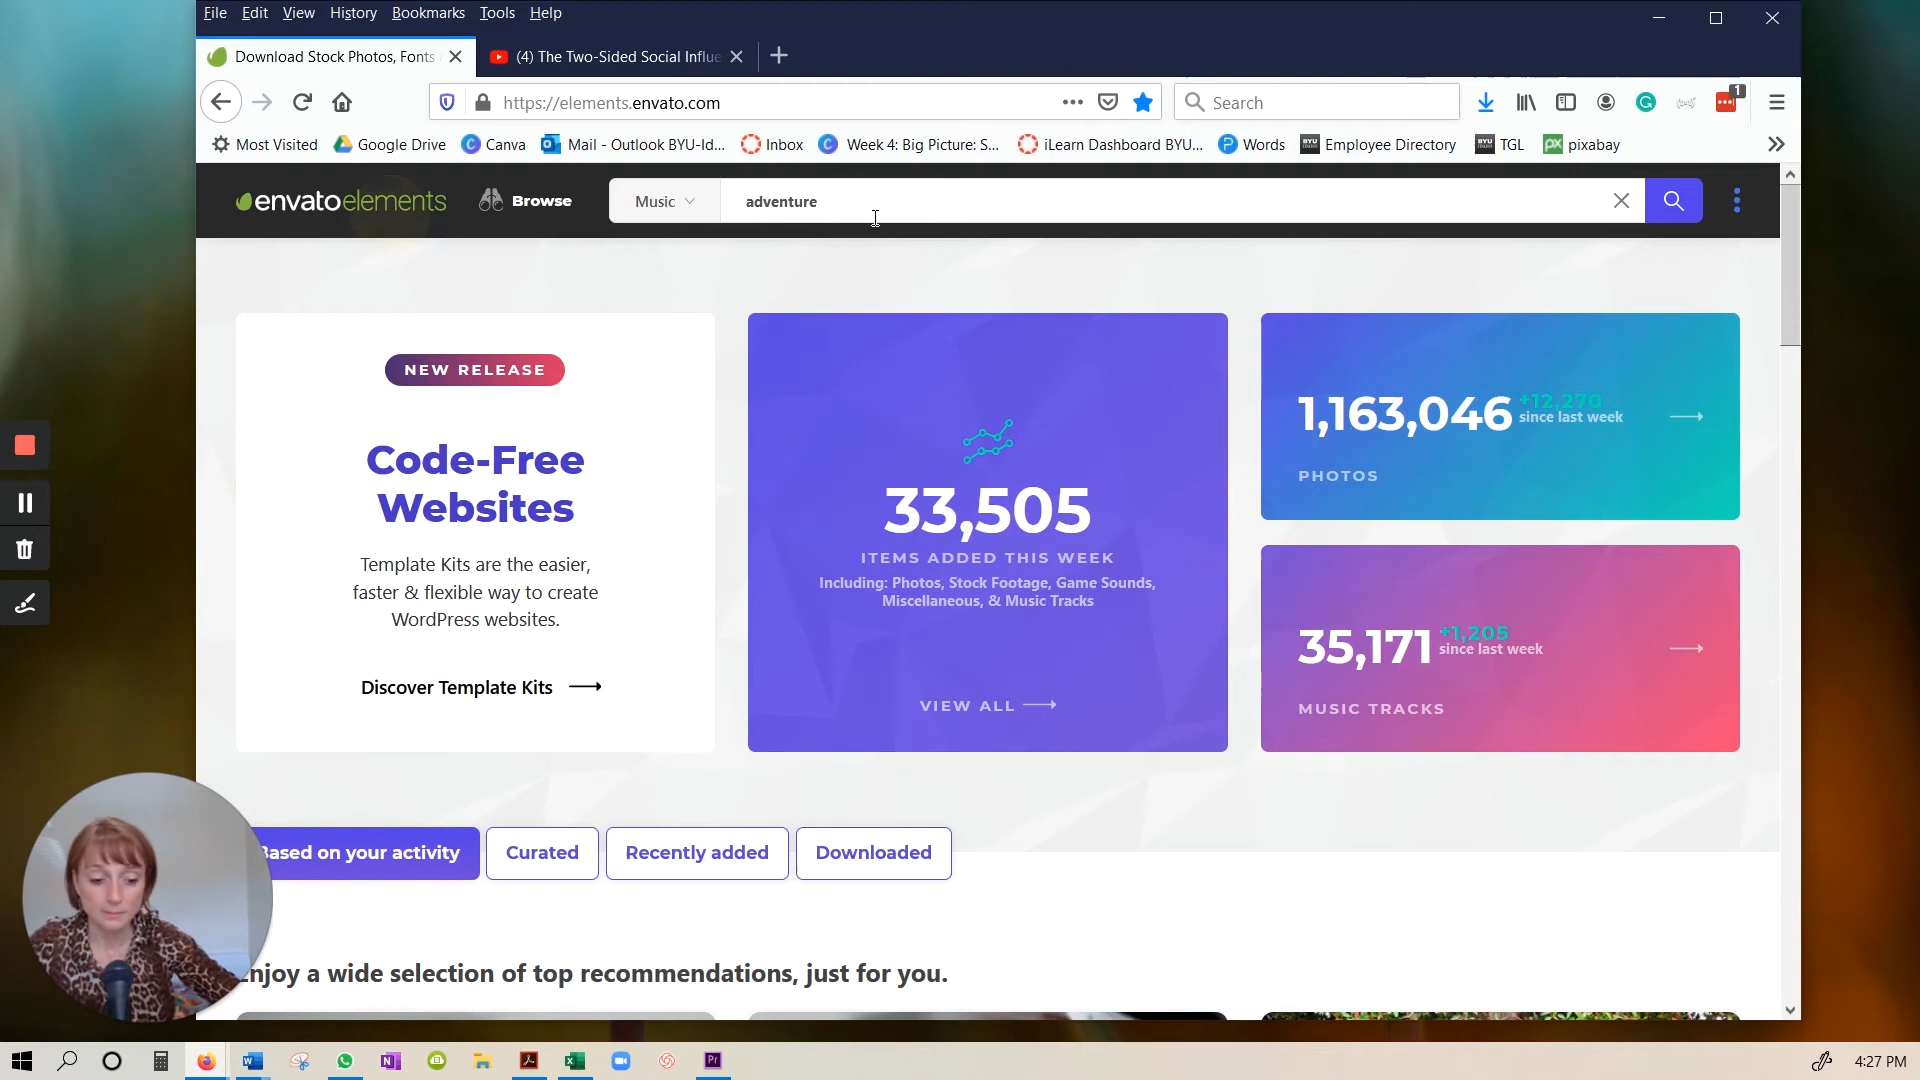 File Edit View History Bookmarks Tools Help
Download Stock Photos, Fonts
(4) The Two-Sided Social Influe
https://elements.envato.com
Search
1
Most Visited
Google Drive
Canva
Mail - Outlook BYU-Id...
Inbox
Week 4: Big Picture: S...
iLearn Dashboard BYU...
Words
Employee Directory
TGL
pixabay
envatoelements
Browse
Music
adventure
NEW RELEASE
Code-Free
Websites
Template Kits are the easier,
faster & flexible way to create
WordPress websites.
Discover Template Kits
33,505
ITEMS ADDED THIS WEEK
Including: Photos, Stock Footage, Game Sounds,
Miscellaneous, & Music Tracks
VIEW ALL
1,163,046
+12,270
since last week
PHOTOS
35,171
+1,205
since last week
MUSIC TRACKS
Based on your activity
Curated
Recently added
Downloaded
Enjoy a wide selection of top recommendations, just for you.
4:27 PM